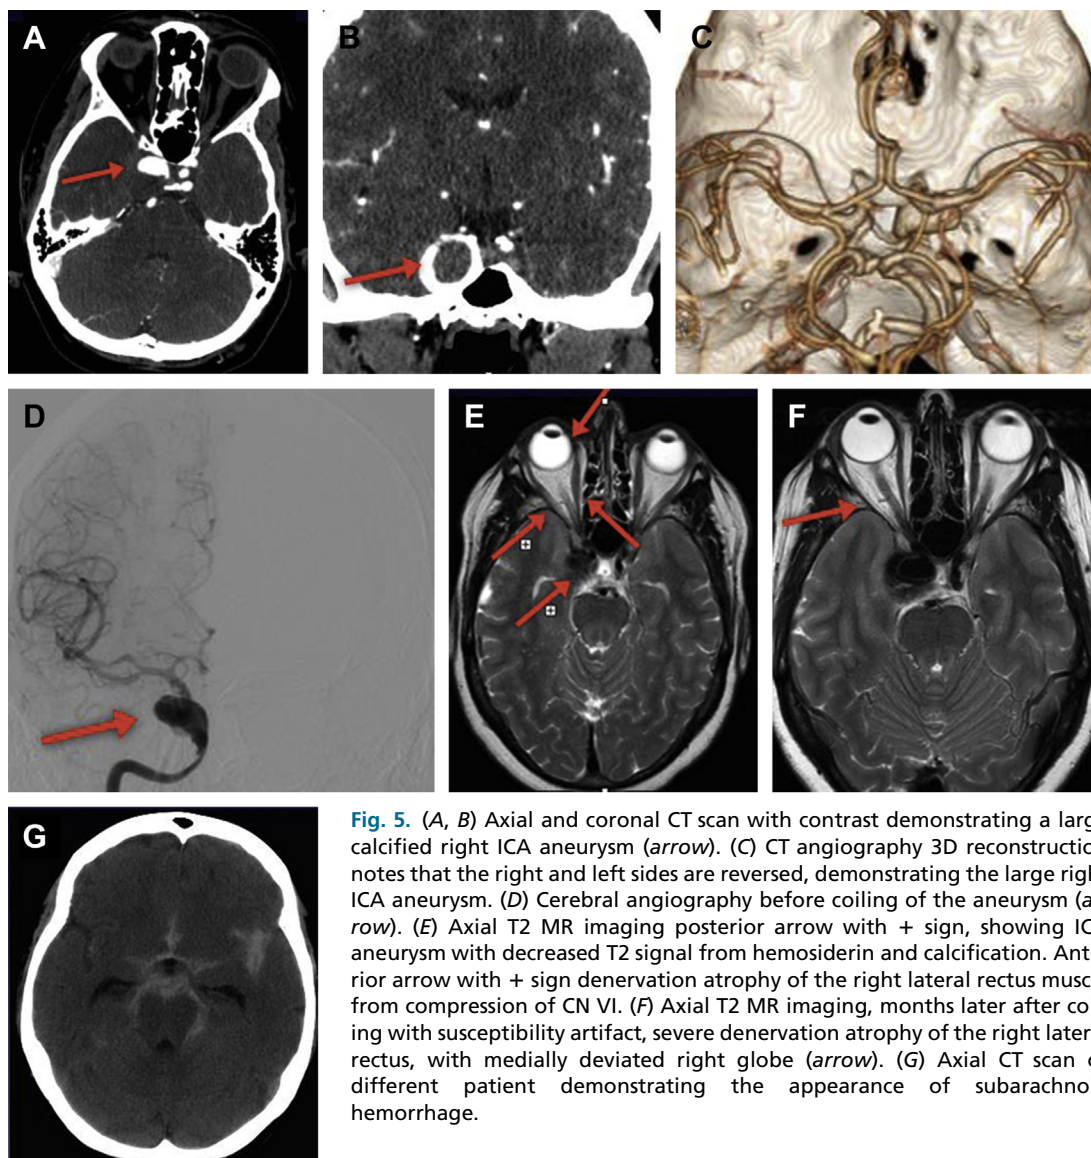 A
B
C
D
E
F
G
Fig. 5. (A, B) Axial and coronal CT scan with contrast demonstrating a larg
calcified right ICA aneurysm (arrow). (C) CT angiography 3D reconstruction
notes that the right and left sides are reversed, demonstrating the large righ
ICA aneurysm. (D) Cerebral angiography before coiling of the aneurysm (a
row). (E) Axial T2 MR imaging posterior arrow with + sign, showing IC
aneurysm with decreased T2 signal from hemosiderin and calcification. Ante
rior arrow with + sign denervation atrophy of the right lateral rectus musc
from compression of CN VI. (F) Axial T2 MR imaging, months later after co
ing with susceptibility artifact, severe denervation atrophy of the right later
rectus, with medially deviated right globe (arrow). (G) Axial CT scan o
different patient demonstrating the appearance of subarachno
hemorrhage.